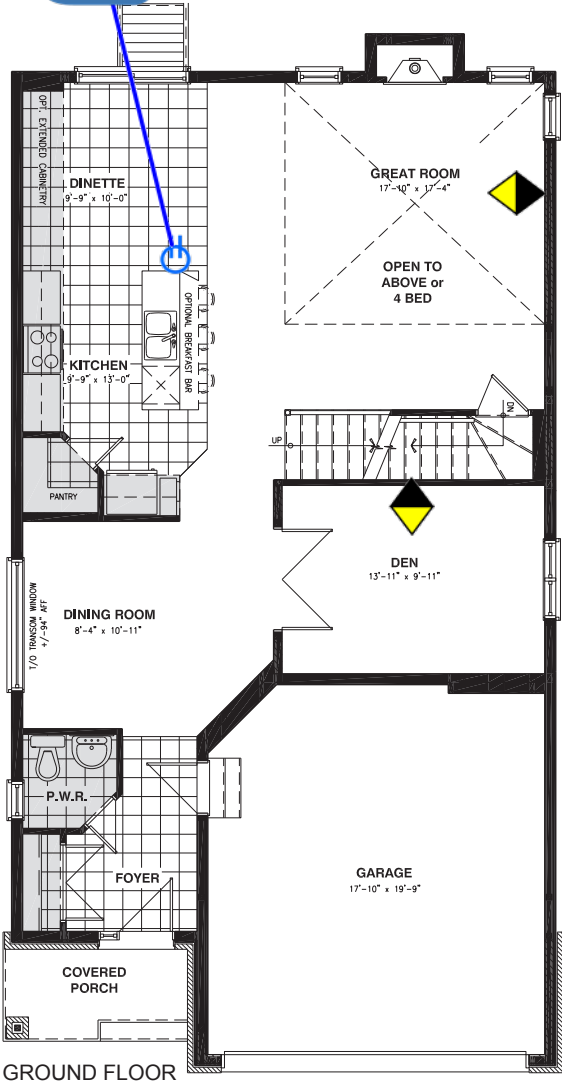 OPT. EXTENDED CABINETRY
DINETTE
9'-9" x 10'-0"
GREAT ROOM
17'-10" x 17'-4"
OPEN TO
ABOVE or
4 BED
OPTIONAL BREAKFAST BAR
KITCHEN
9'-9" x 13'-0"
DN
UP
PANTRY
DEN
13'-11" x 9'-11"
T/O TRANSOM WINDOW
+/-94" AFF
DINING ROOM
8'-4" x 10'-11"
P.W.R.
FOYER
GARAGE
17'-10" x 19'-9"
COVERED
PORCH
GROUND FLOOR